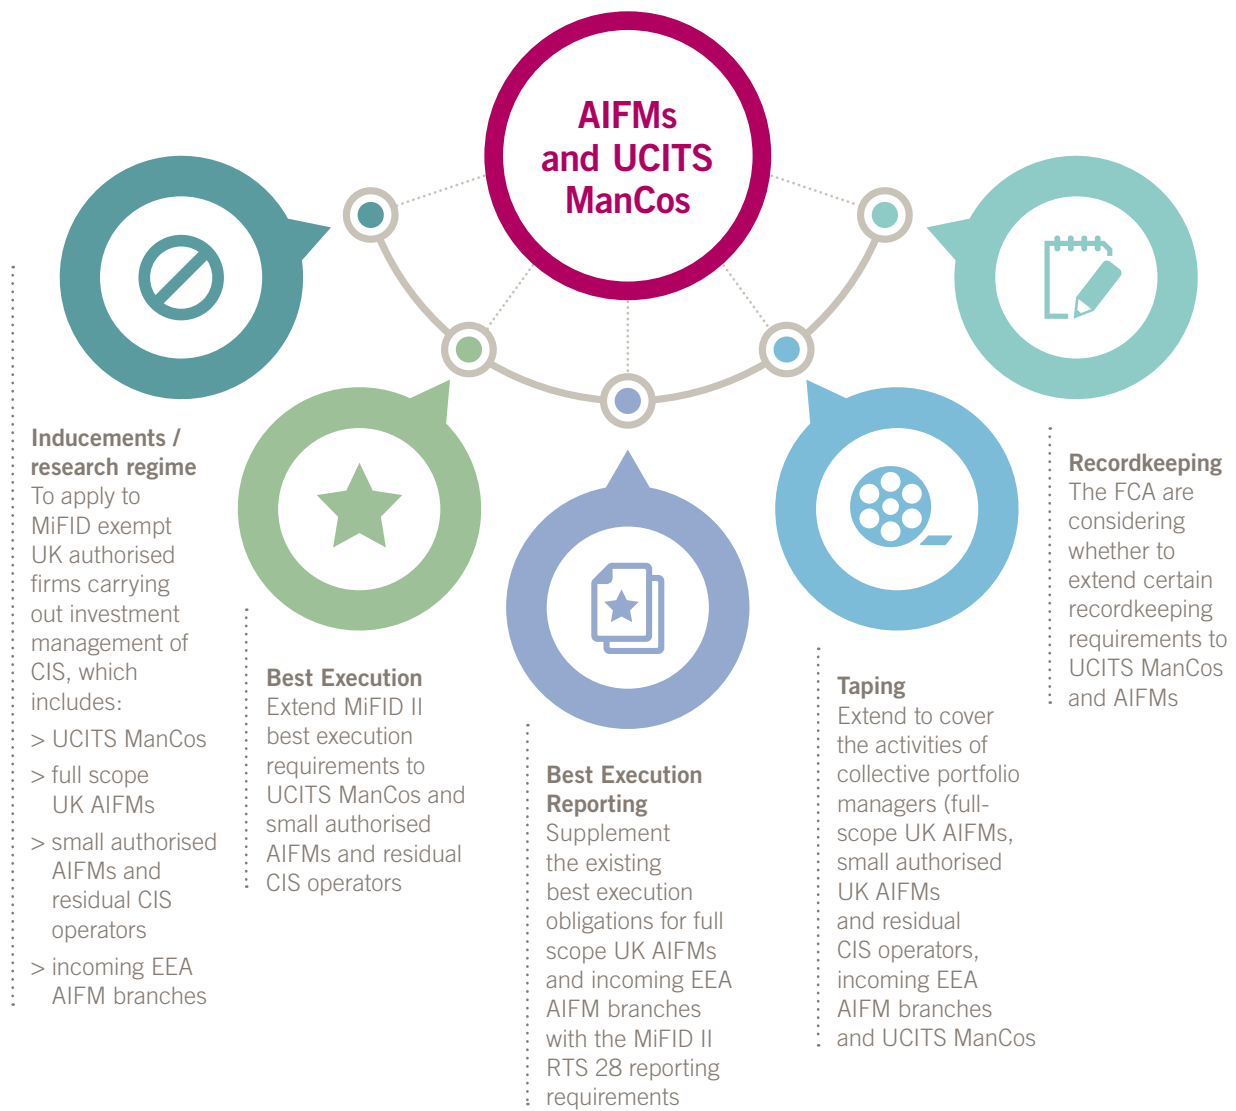 AIFMs
and UCITS
ManCos
Inducements /
research regime
To apply to
MiFID exempt
UK authorised
firms carrying
out investment
management of
CIS, which
includes:
> UCITS ManCos
> full scope
UK AIFMs
> small authorised
AIFMs and
residual CIS
operators
> incoming EEA
AIFM branches
Best Execution
Extend MiFID II
best execution
requirements to
UCITS ManCos and
small authorised
AIFMs and residual
CIS operators
Best Execution
Reporting
Supplement
the existing
best execution
obligations for full
scope UK AIFMs
and incoming EEA
AIFM branches
with the MiFID II
RTS 28 reporting
requirements
Taping
Extend to cover
the activities of
collective portfolio
managers (full-
scope UK AIFMs,
small authorised
UK AIFMs
and residual
CIS operators,
incoming EEA
AIFM branches
and UCITS ManCos
Recordkeeping
The FCA are
considering
whether to
extend certain
recordkeeping
requirements to
UCITS ManCos
and AIFMs